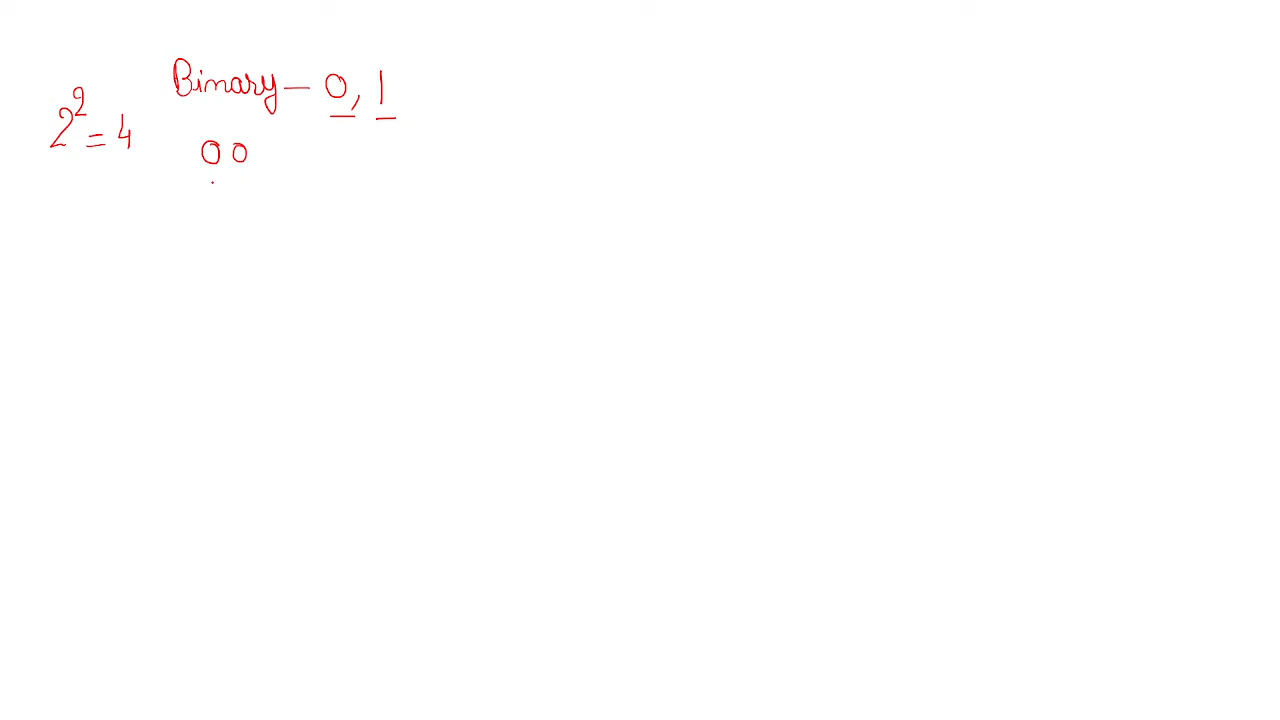 Binary – 0, 1
2² = 4
00